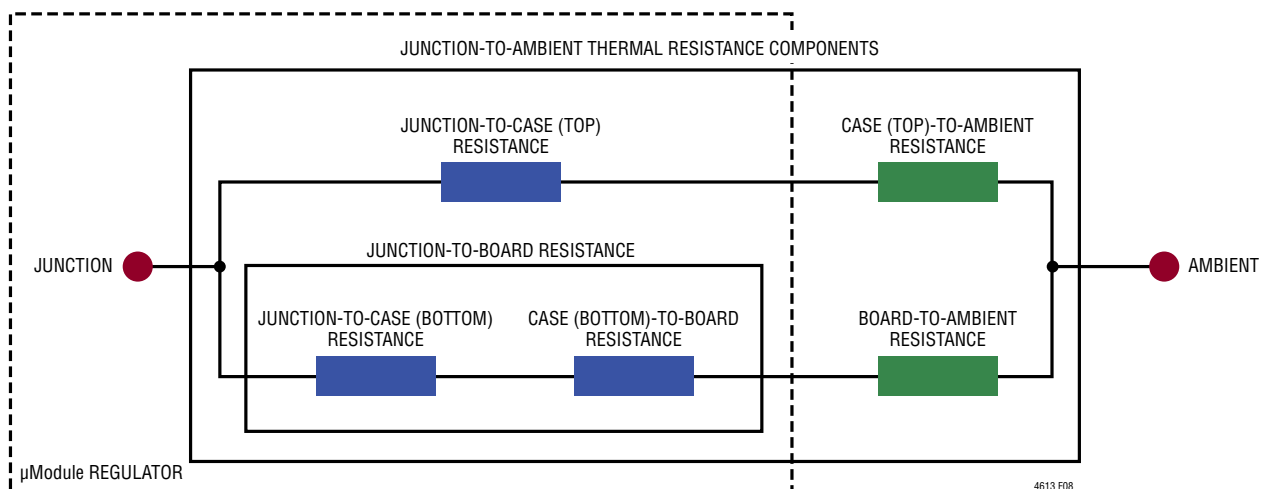 JUNCTION-TO-AMBIENT THERMAL RESISTANCE COMPONENTS
JUNCTION-TO-CASE (TOP)
RESISTANCE
CASE (TOP)-TO-AMBIENT
RESISTANCE
JUNCTION
JUNCTION-TO-BOARD RESISTANCE
AMBIENT
JUNCTION-TO-CASE (BOTTOM)
RESISTANCE
CASE (BOTTOM)-TO-BOARD
RESISTANCE
BOARD-TO-AMBIENT
RESISTANCE
µModule REGULATOR
4613 F08